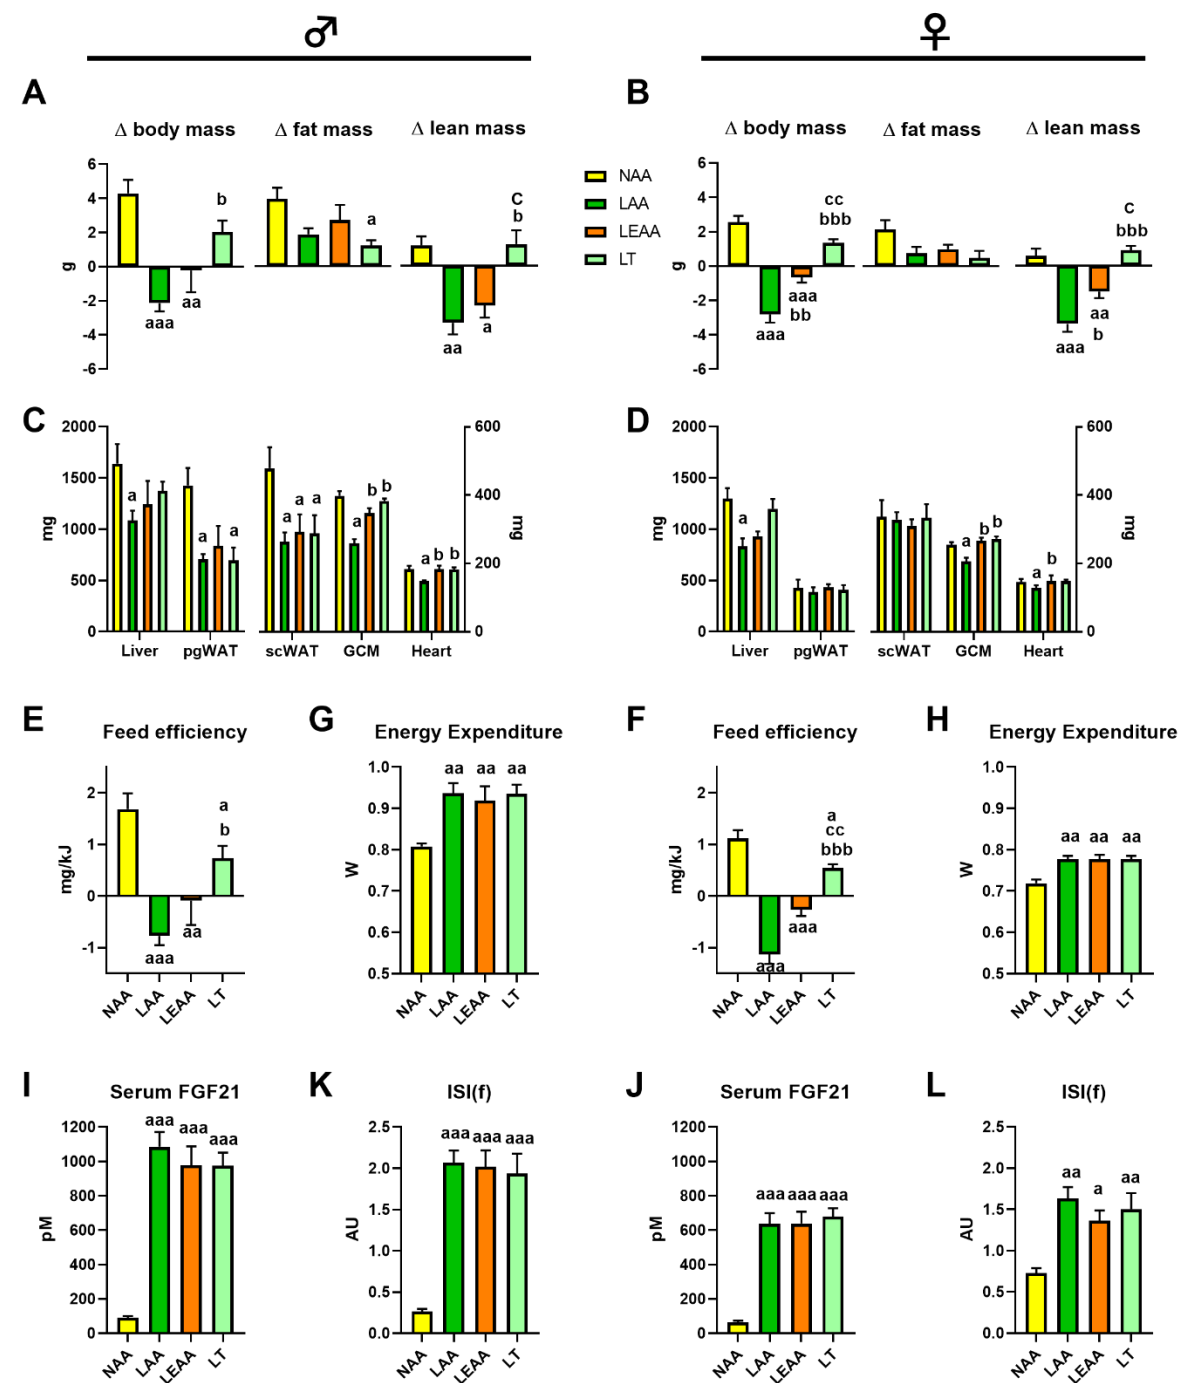 ♂
♀
A
Δ body mass
Δ fat mass
Δ lean mass
6
4
2
0
-2
-4
-6
g
aaa
aa
b
a
aa
a
C
b
NAA
LAA
LEAA
LT
B
Δ body mass
Δ fat mass
Δ lean mass
6
4
2
0
-2
-4
-6
g
aaa
aaa
bb
cc
bbb
aaa
aa
b
C
bbb
C
2000
1500
1000
500
0
mg
a
a
a
a
a
a
a
b
b
a
b
b
600
400
200
0
mg
Liver
pgWAT
scWAT
GCM
Heart
D
2000
1500
1000
500
0
mg
a
a
b
b
a
b
600
400
200
0
mg
Liver
pgWAT
scWAT
GCM
Heart
E
Feed efficiency
2
1
0
-1
mg/kJ
aaa
aa
a
b
NAA
LAA
LEAA
LT
G
Energy Expenditure
1.0
0.9
0.8
0.7
0.6
0.5
W
aa
aa
aa
NAA
LAA
LEAA
LT
F
Feed efficiency
2
1
0
-1
mg/kJ
aaa
aaa
a
cc
bbb
NAA
LAA
LEAA
LT
H
Energy Expenditure
1.0
0.9
0.8
0.7
0.6
0.5
W
aa
aa
aa
NAA
LAA
LEAA
LT
I
Serum FGF21
1200
1000
800
600
400
200
0
pM
aaa
aaa
aaa
NAA
LAA
LEAA
LT
K
ISI(f)
2.5
2.0
1.5
1.0
0.5
0.0
AU
aaa
aaa
aaa
NAA
LAA
LEAA
LT
J
Serum FGF21
1200
1000
800
600
400
200
0
pM
aaa
aaa
aaa
NAA
LAA
LEAA
LT
L
ISI(f)
2.5
2.0
1.5
1.0
0.5
0.0
AU
aa
a
aa
NAA
LAA
LEAA
LT